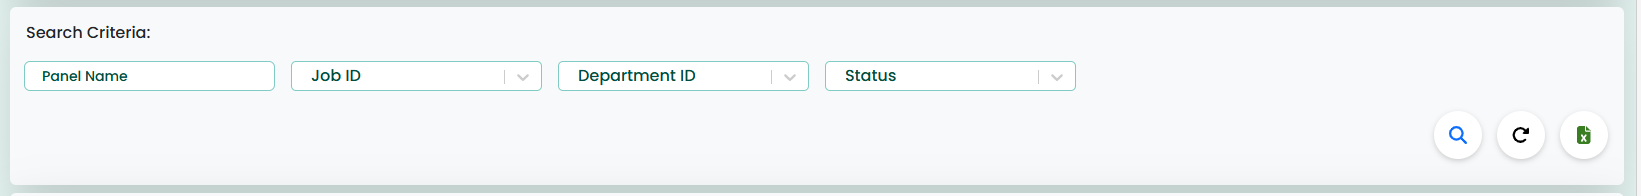 Search Criteria:
Panel Name
Job ID
Department ID
Status